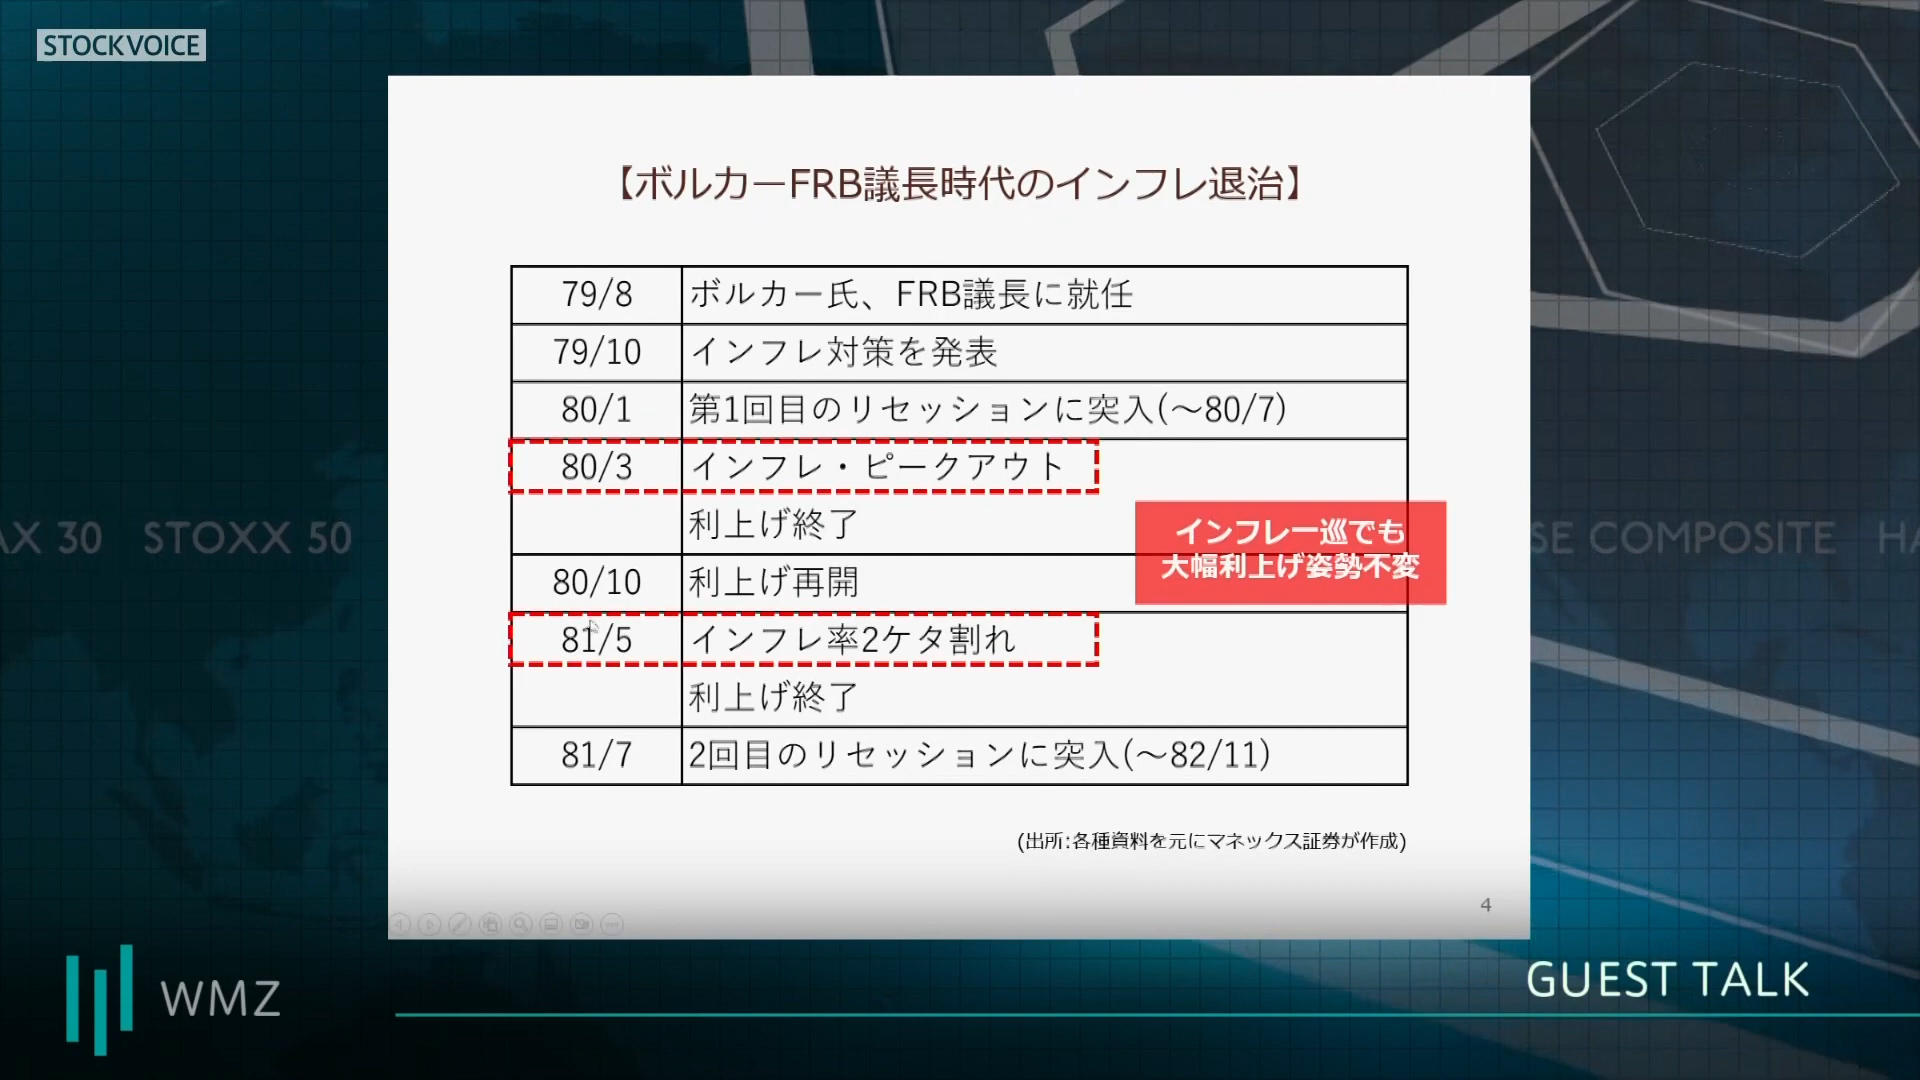 STOCKVOICE
【ボルカーFRB議長時代のインフレ退治】
79/8 ボルカー氏、FRB議長に就任
79/10 インフレ対策を発表
80/1 第1回目のリセッションに突入(～80/7)
80/3 インフレ・ピークアウト
利上げ終了
インフレ一巡でも
大幅利上げ姿勢不変
80/10 利上げ再開
81/5 インフレ率2ケタ割れ
利上げ終了
81/7 2回目のリセッションに突入(～82/11)
(出所:各種資料を元にマネックス証券が作成)
4
AX 30 STOXX 50
SE COMPOSITE HA
WMZ
GUEST TALK